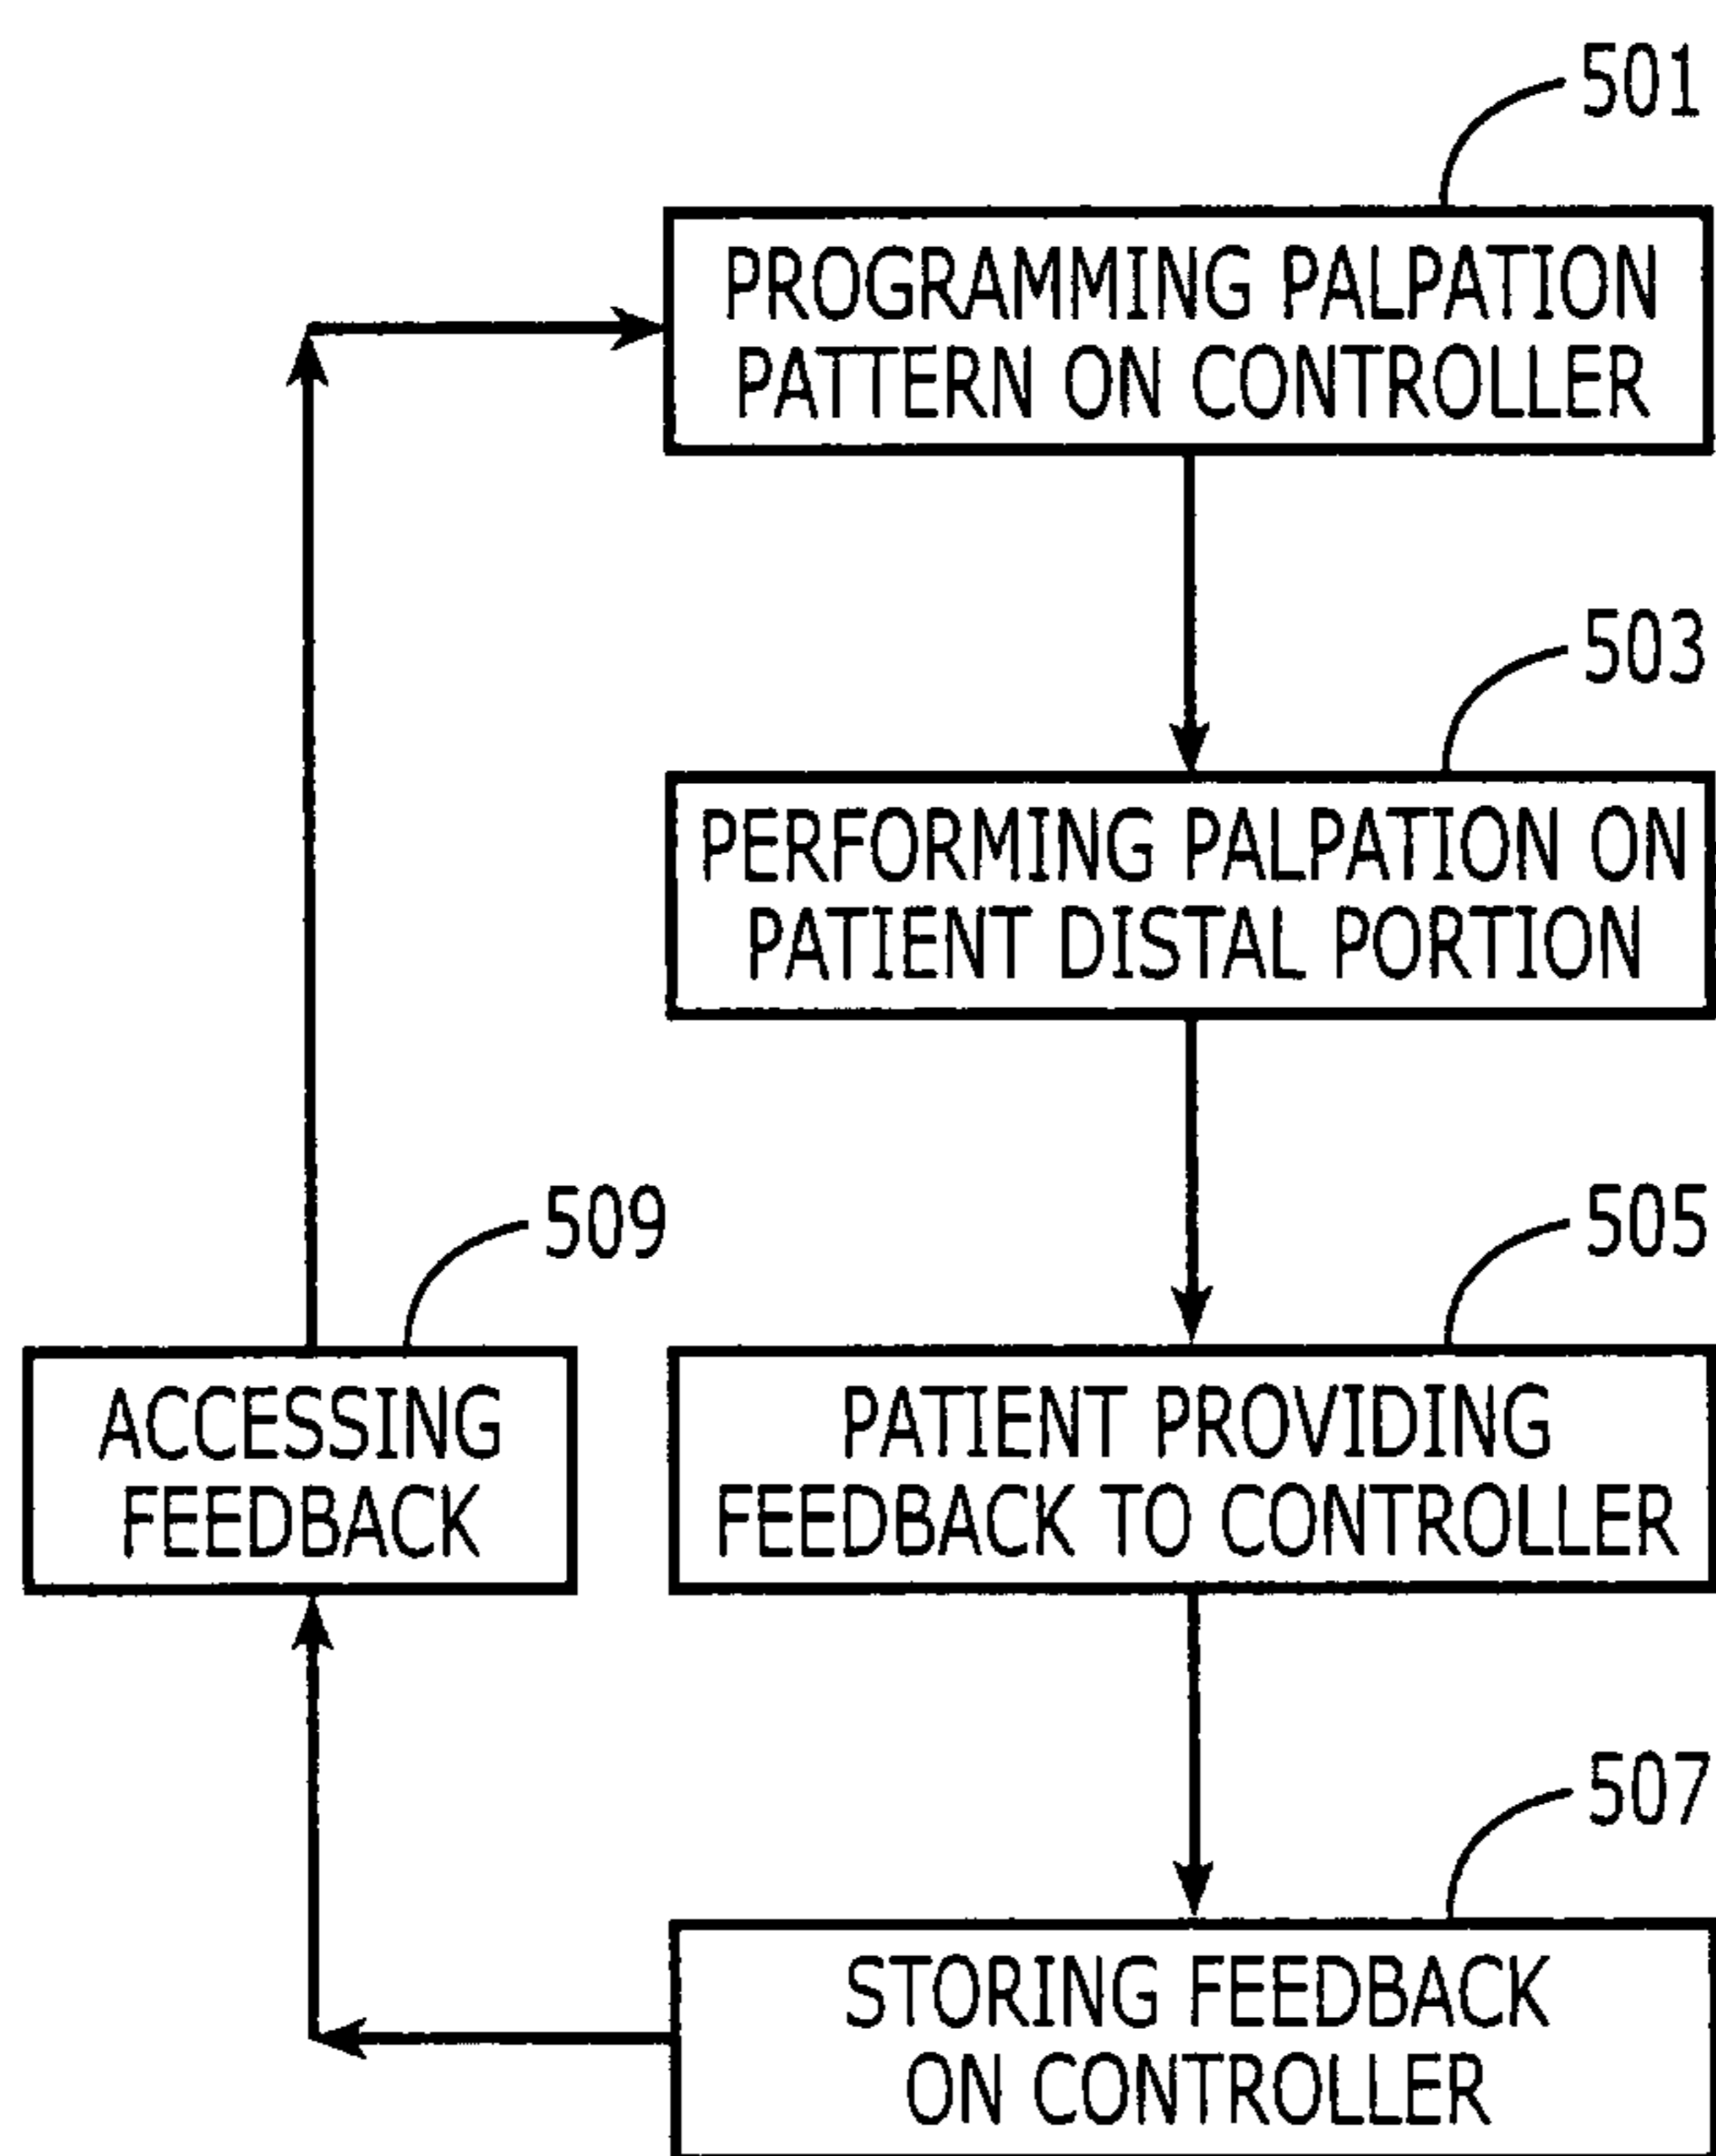 501
PROGRAMMING PALPATION
PATTERN ON CONTROLLER
503
PERFORMING PALPATION ON
PATIENT DISTAL PORTION
509
505
ACCESSING
FEEDBACK
PATIENT PROVIDING
FEEDBACK TO CONTROLLER
507
STORING FEEDBACK
ON CONTROLLER